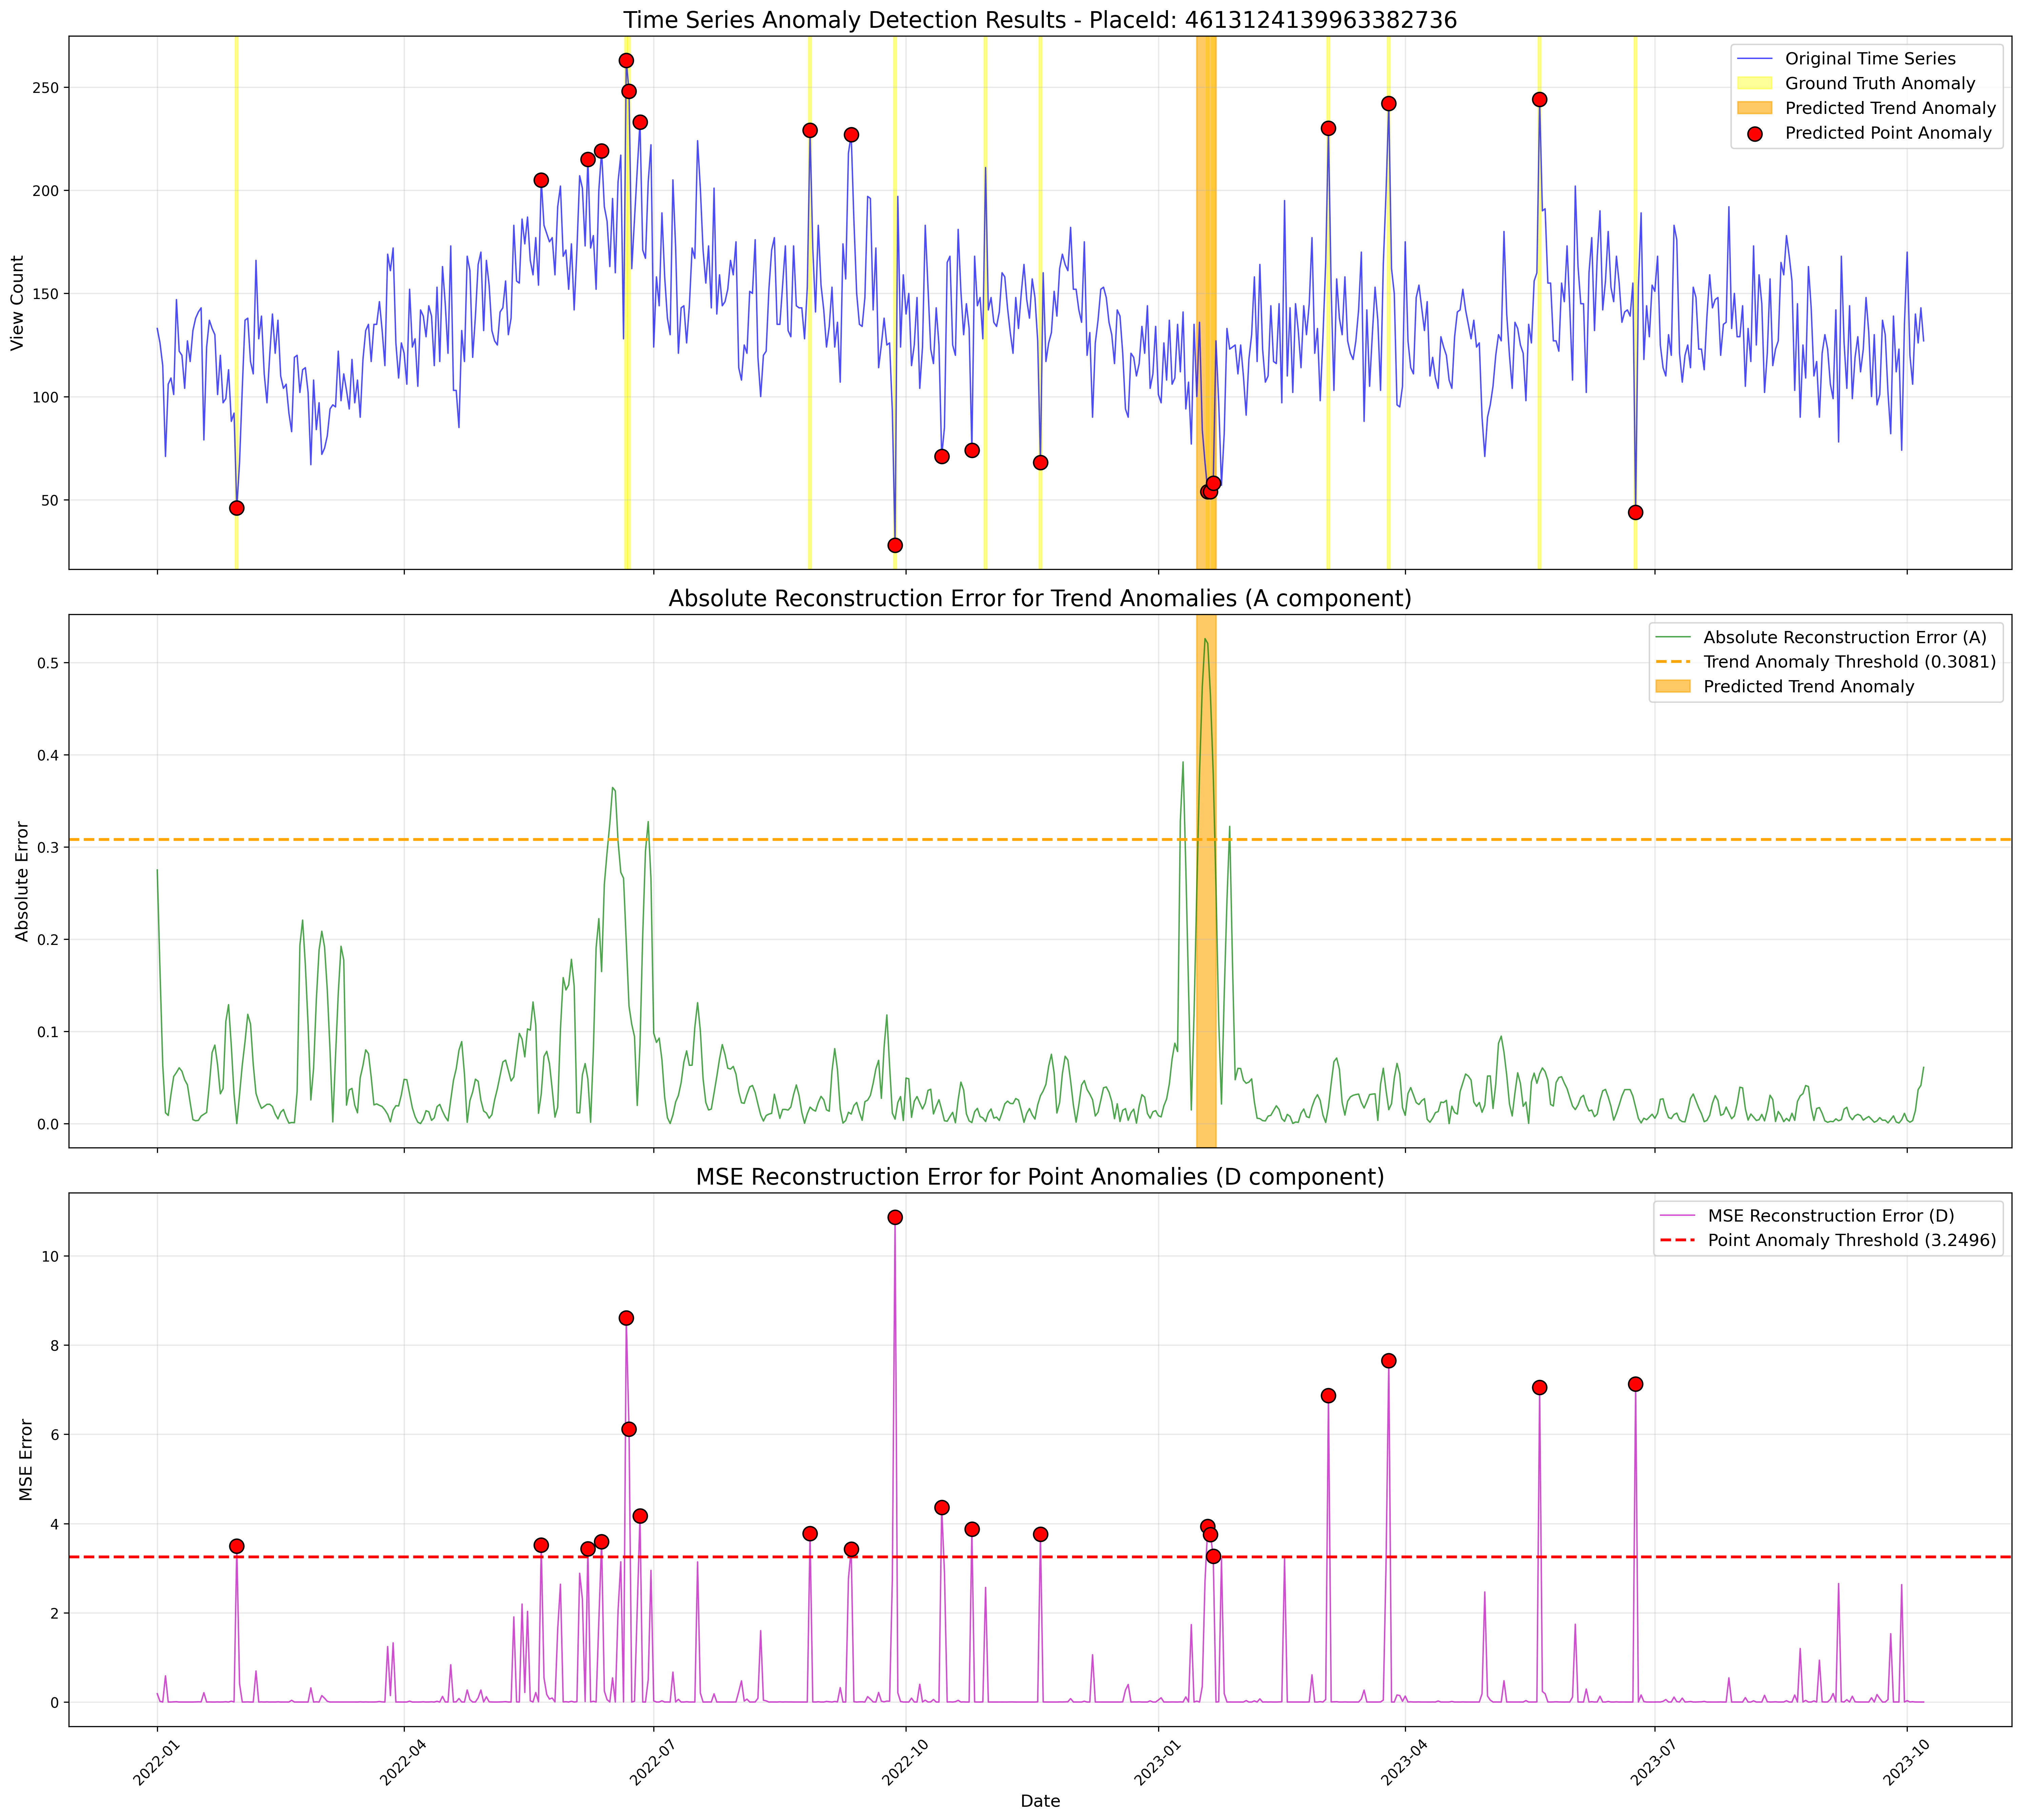 Time Series Anomaly Detection Results - PlaceId: 4613124139963382736
View Count
250
200
150
100
50
Original Time Series
Ground Truth Anomaly
Predicted Trend Anomaly
Predicted Point Anomaly
Absolute Reconstruction Error for Trend Anomalies (A component)
Absolute Error
0.5
0.4
0.3
0.2
0.1
0.0
Absolute Reconstruction Error (A)
Trend Anomaly Threshold (0.3081)
Predicted Trend Anomaly
MSE Reconstruction Error for Point Anomalies (D component)
MSE Error
10
8
6
4
2
0
MSE Reconstruction Error (D)
Point Anomaly Threshold (3.2496)
2022-01
2022-04
2022-07
2022-10
2023-01
2023-04
2023-07
2023-10
Date